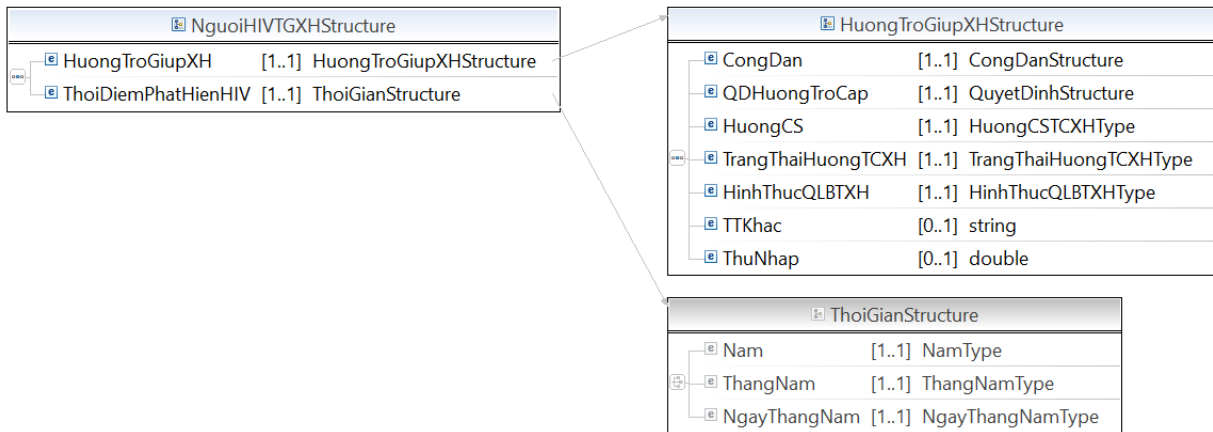 NguoiHIVTGXHStructure
HuongTroGiupXH [1..1] HuongTroGiupXHStructure
ThoiDiemPhatHienHIV [1..1] ThoiGianStructure
HuongTroGiupXHStructure
CongDan [1..1] CongDanStructure
QDHuongTroCap [1..1] QuyetDinhStructure
HuongCS [1..1] HuongCSTCXHType
TrangThaiHuongTCXH [1..1] TrangThaiHuongTCXHType
HinhThucQLBTXH [1..1] HinhThucQLBTXHType
TTKhac [0..1] string
ThuNhap [0..1] double
ThoiGianStructure
Nam [1..1] NamType
ThangNam [1..1] ThangNamType
NgayThangNam [1..1] NgayThangNamType